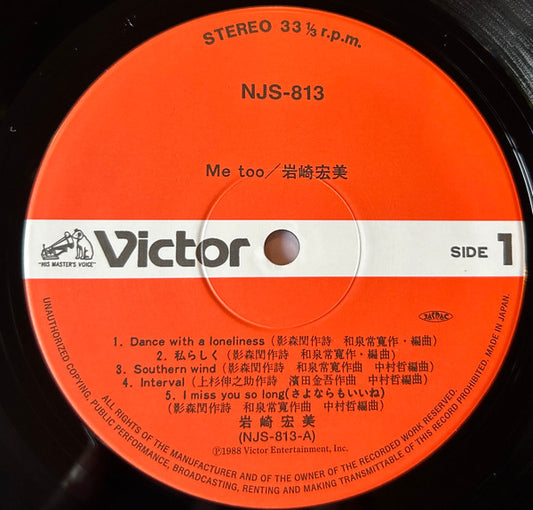 STEREO 33 1/3 r.p.m.
NJS-813
Me too／岩崎宏美
"HIS MASTER'S VOICE"
Victor
SIDE 1
JASRAC
1. Dance with a loneliness (影森閏作詩　和泉常寛作・編曲)
2. 私らしく (影森閏作詩　和泉常寛作・編曲)
3. Southern wind (影森閏作詩　和泉常寛作曲　中村哲編曲)
4. Interval (上杉伸之助作詩　濱田金吾作曲　中村哲編曲)
5. I miss you so long(さよならもいいね)
(影森閏作詩　和泉常寛作曲　中村哲編曲)
岩崎宏美
(NJS-813-A)
Ⓟ1988 Victor Entertainment, Inc.
UNAUTHORIZED COPYING, PUBLIC PERFORMANCE, BROADCASTING, RENTING AND MAKING TRANSMITTABLE OF THIS RECORD PROHIBITED. MADE IN JAPAN.
ALL RIGHTS OF THE MANUFACTURER AND OF THE OWNER OF THE RECORDED WORK RESERVED.